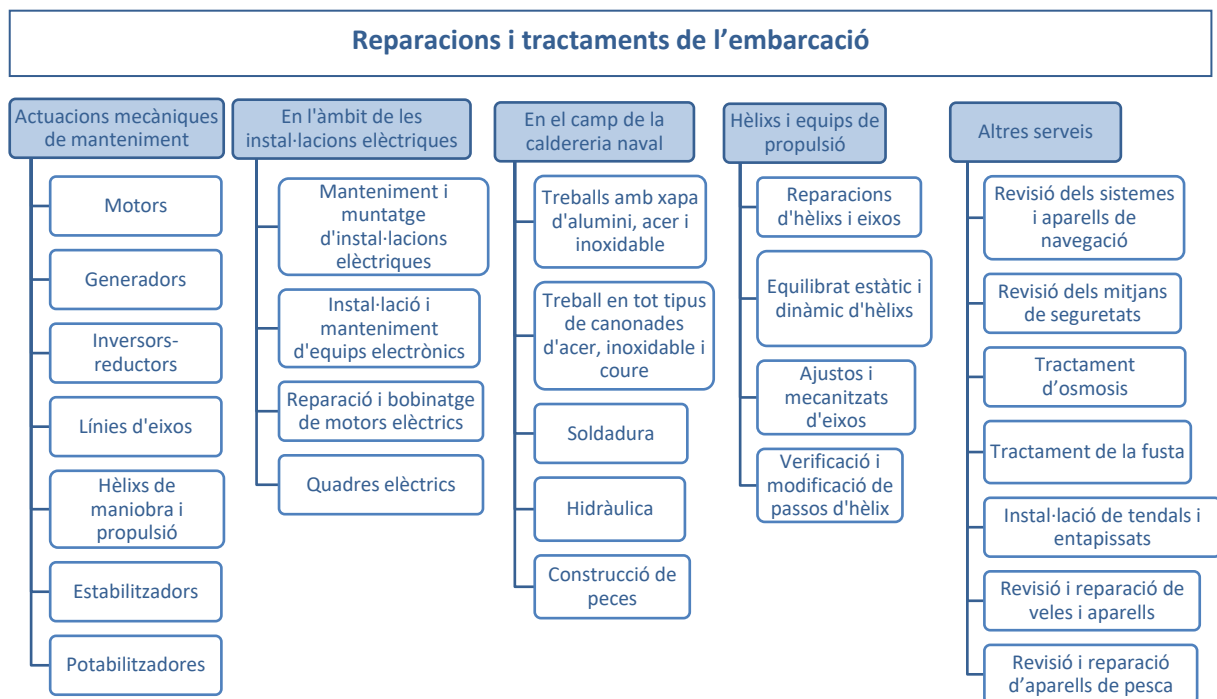 Reparacions i tractaments de l’embarcació
Actuacions mecàniques
de manteniment
Motors
Generadors
Inversors-
reductors
Línies d'eixos
Hèlixs de
maniobra i
propulsió
Estabilitzadors
Potabilitzadores
En l'àmbit de les
instal·lacions elèctriques
Manteniment i
muntatge
d'instal·lacions
elèctriques
Instal·lació i
manteniment
d'equips electrònics
Reparació i bobinatge
de motors elèctrics
Quadres elèctrics
En el camp de la
caldereria naval
Treballs amb xapa
d'alumini, acer i
inoxidable
Treball en tot tipus
de canonades
d'acer, inoxidable i
coure
Soldadura
Hidràulica
Construcció de
peces
Hèlixs i equips de
propulsió
Reparacions
d'hèlixs i eixos
Equilibrat estàtic i
dinàmic d'hèlixs
Ajustos i
mecanitzats
d'eixos
Verificació i
modificació de
passos d'hèlix
Altres serveis
Revisió dels sistemes
i aparells de
navegació
Revisió dels mitjans
de seguretats
Tractament
d’osmosis
Tractament de la fusta
Instal·lació de tendals i
entapissats
Revisió i reparació de
veles i aparells
Revisió i reparació
d’aparells de pesca